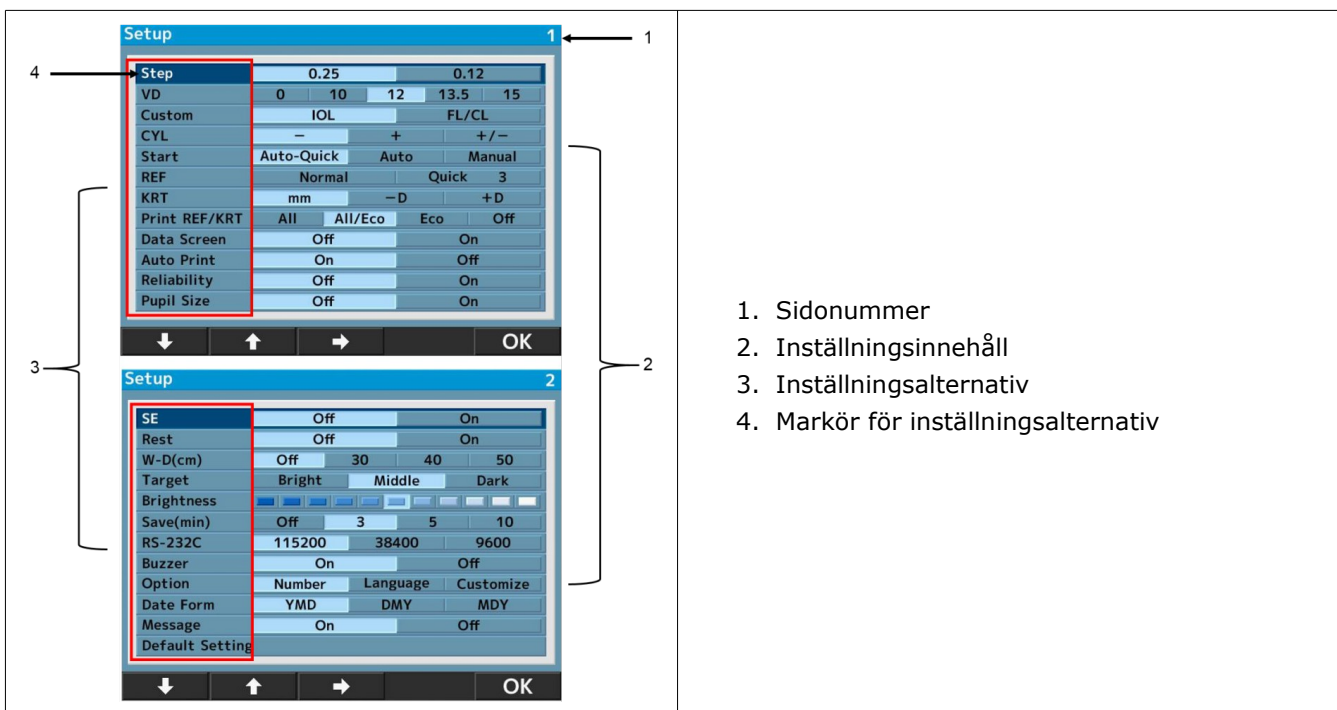 Setup 1
1
4
Step 0.25 0.12
VD 0 10 12 13.5 15
Custom IOL FL/CL
CYL − + +/−
Start Auto-Quick Auto Manual
REF Normal Quick 3
KRT mm −D +D
Print REF/KRT All All/Eco Eco Off
Data Screen Off On
Auto Print On Off
Reliability Off On
Pupil Size Off On
OK
3
2
Setup 2
SE Off On
Rest Off On
W-D(cm) Off 30 40 50
Target Bright Middle Dark
Brightness
Save(min) Off 3 5 10
RS-232C 115200 38400 9600
Buzzer On Off
Option Number Language Customize
Date Form YMD DMY MDY
Message On Off
Default Setting
OK
1. Sidonummer
2. Inställningsinnehåll
3. Inställningsalternativ
4. Markör för inställningsalternativ